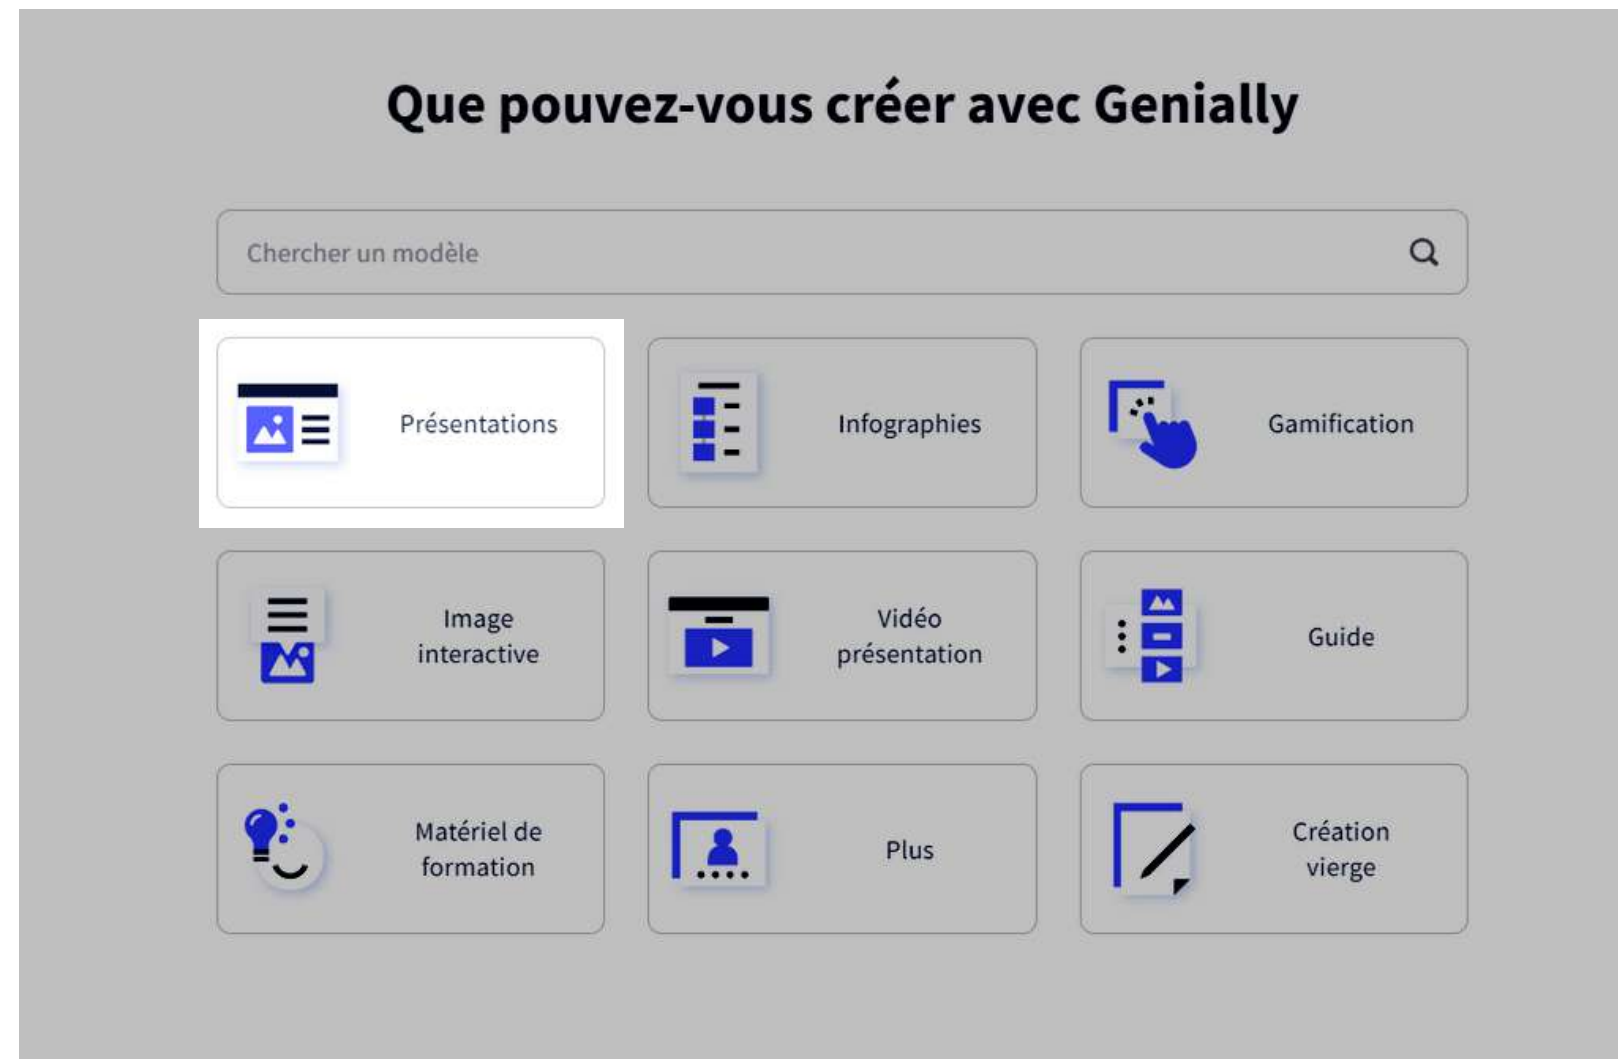 Que pouvez-vous créer avec Genially
Chercher un modèle
Présentations
Infographies
Gamification
Image
interactive
Vidéo
présentation
Guide
Matériel de
formation
Plus
Création
vierge